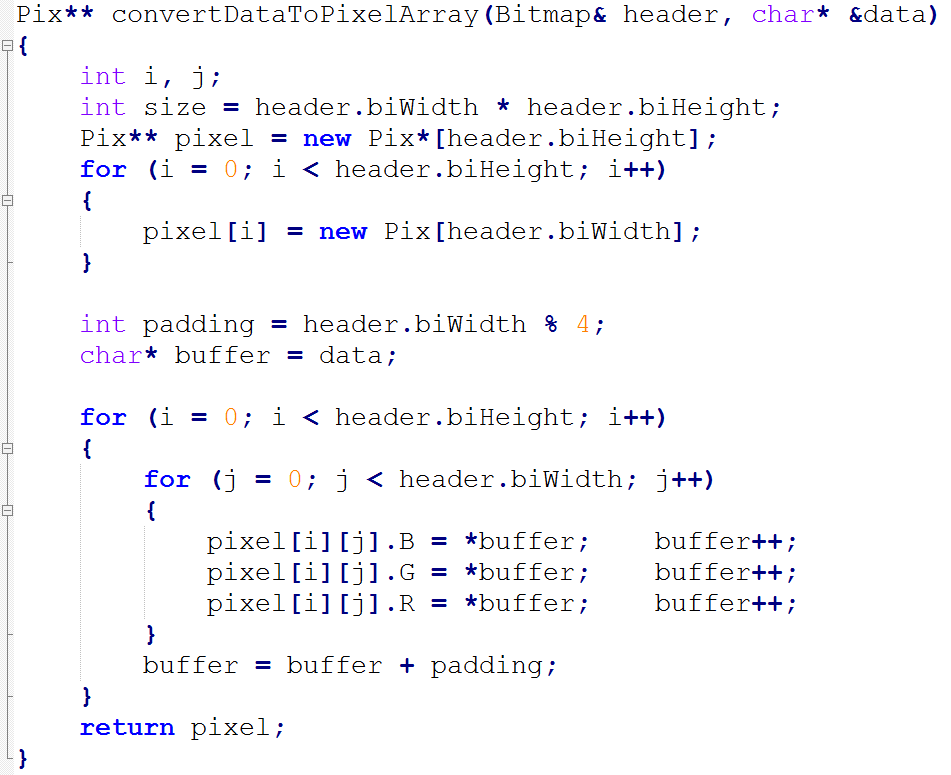 Pix** convertDataToPixelArray(Bitmap& header, char* &data)
{
    int i, j;
    int size = header.biWidth * header.biHeight;
    Pix** pixel = new Pix*[header.biHeight];
    for (i = 0; i < header.biHeight; i++)
    {
        pixel[i] = new Pix[header.biWidth];
    }

    int padding = header.biWidth % 4;
    char* buffer = data;

    for (i = 0; i < header.biHeight; i++)
    {
        for (j = 0; j < header.biWidth; j++)
        {
            pixel[i][j].B = *buffer;    buffer++;
            pixel[i][j].G = *buffer;    buffer++;
            pixel[i][j].R = *buffer;    buffer++;
        }
        buffer = buffer + padding;
    }
    return pixel;
}